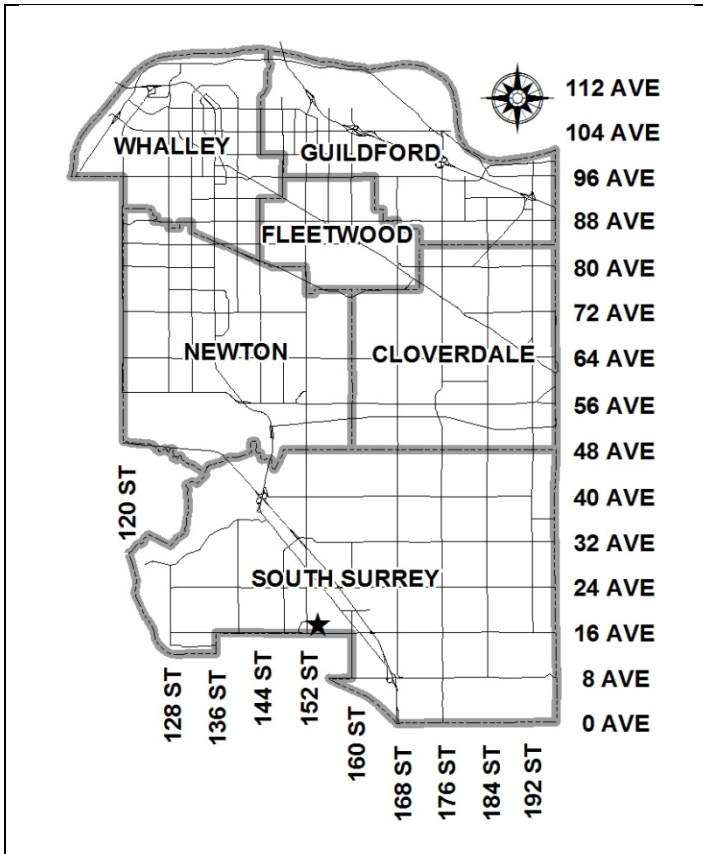 112 AVE
104 AVE
WHALLEY
GUILDFORD
96 AVE
88 AVE
FLEETWOOD
80 AVE
72 AVE
NEWTON
CLOVERDALE
64 AVE
56 AVE
48 AVE
120 ST
40 AVE
32 AVE
SOUTH SURREY
24 AVE
16 AVE
128 ST
136 ST
144 ST
152 ST
8 AVE
160 ST
0 AVE
168 ST
176 ST
184 ST
192 ST